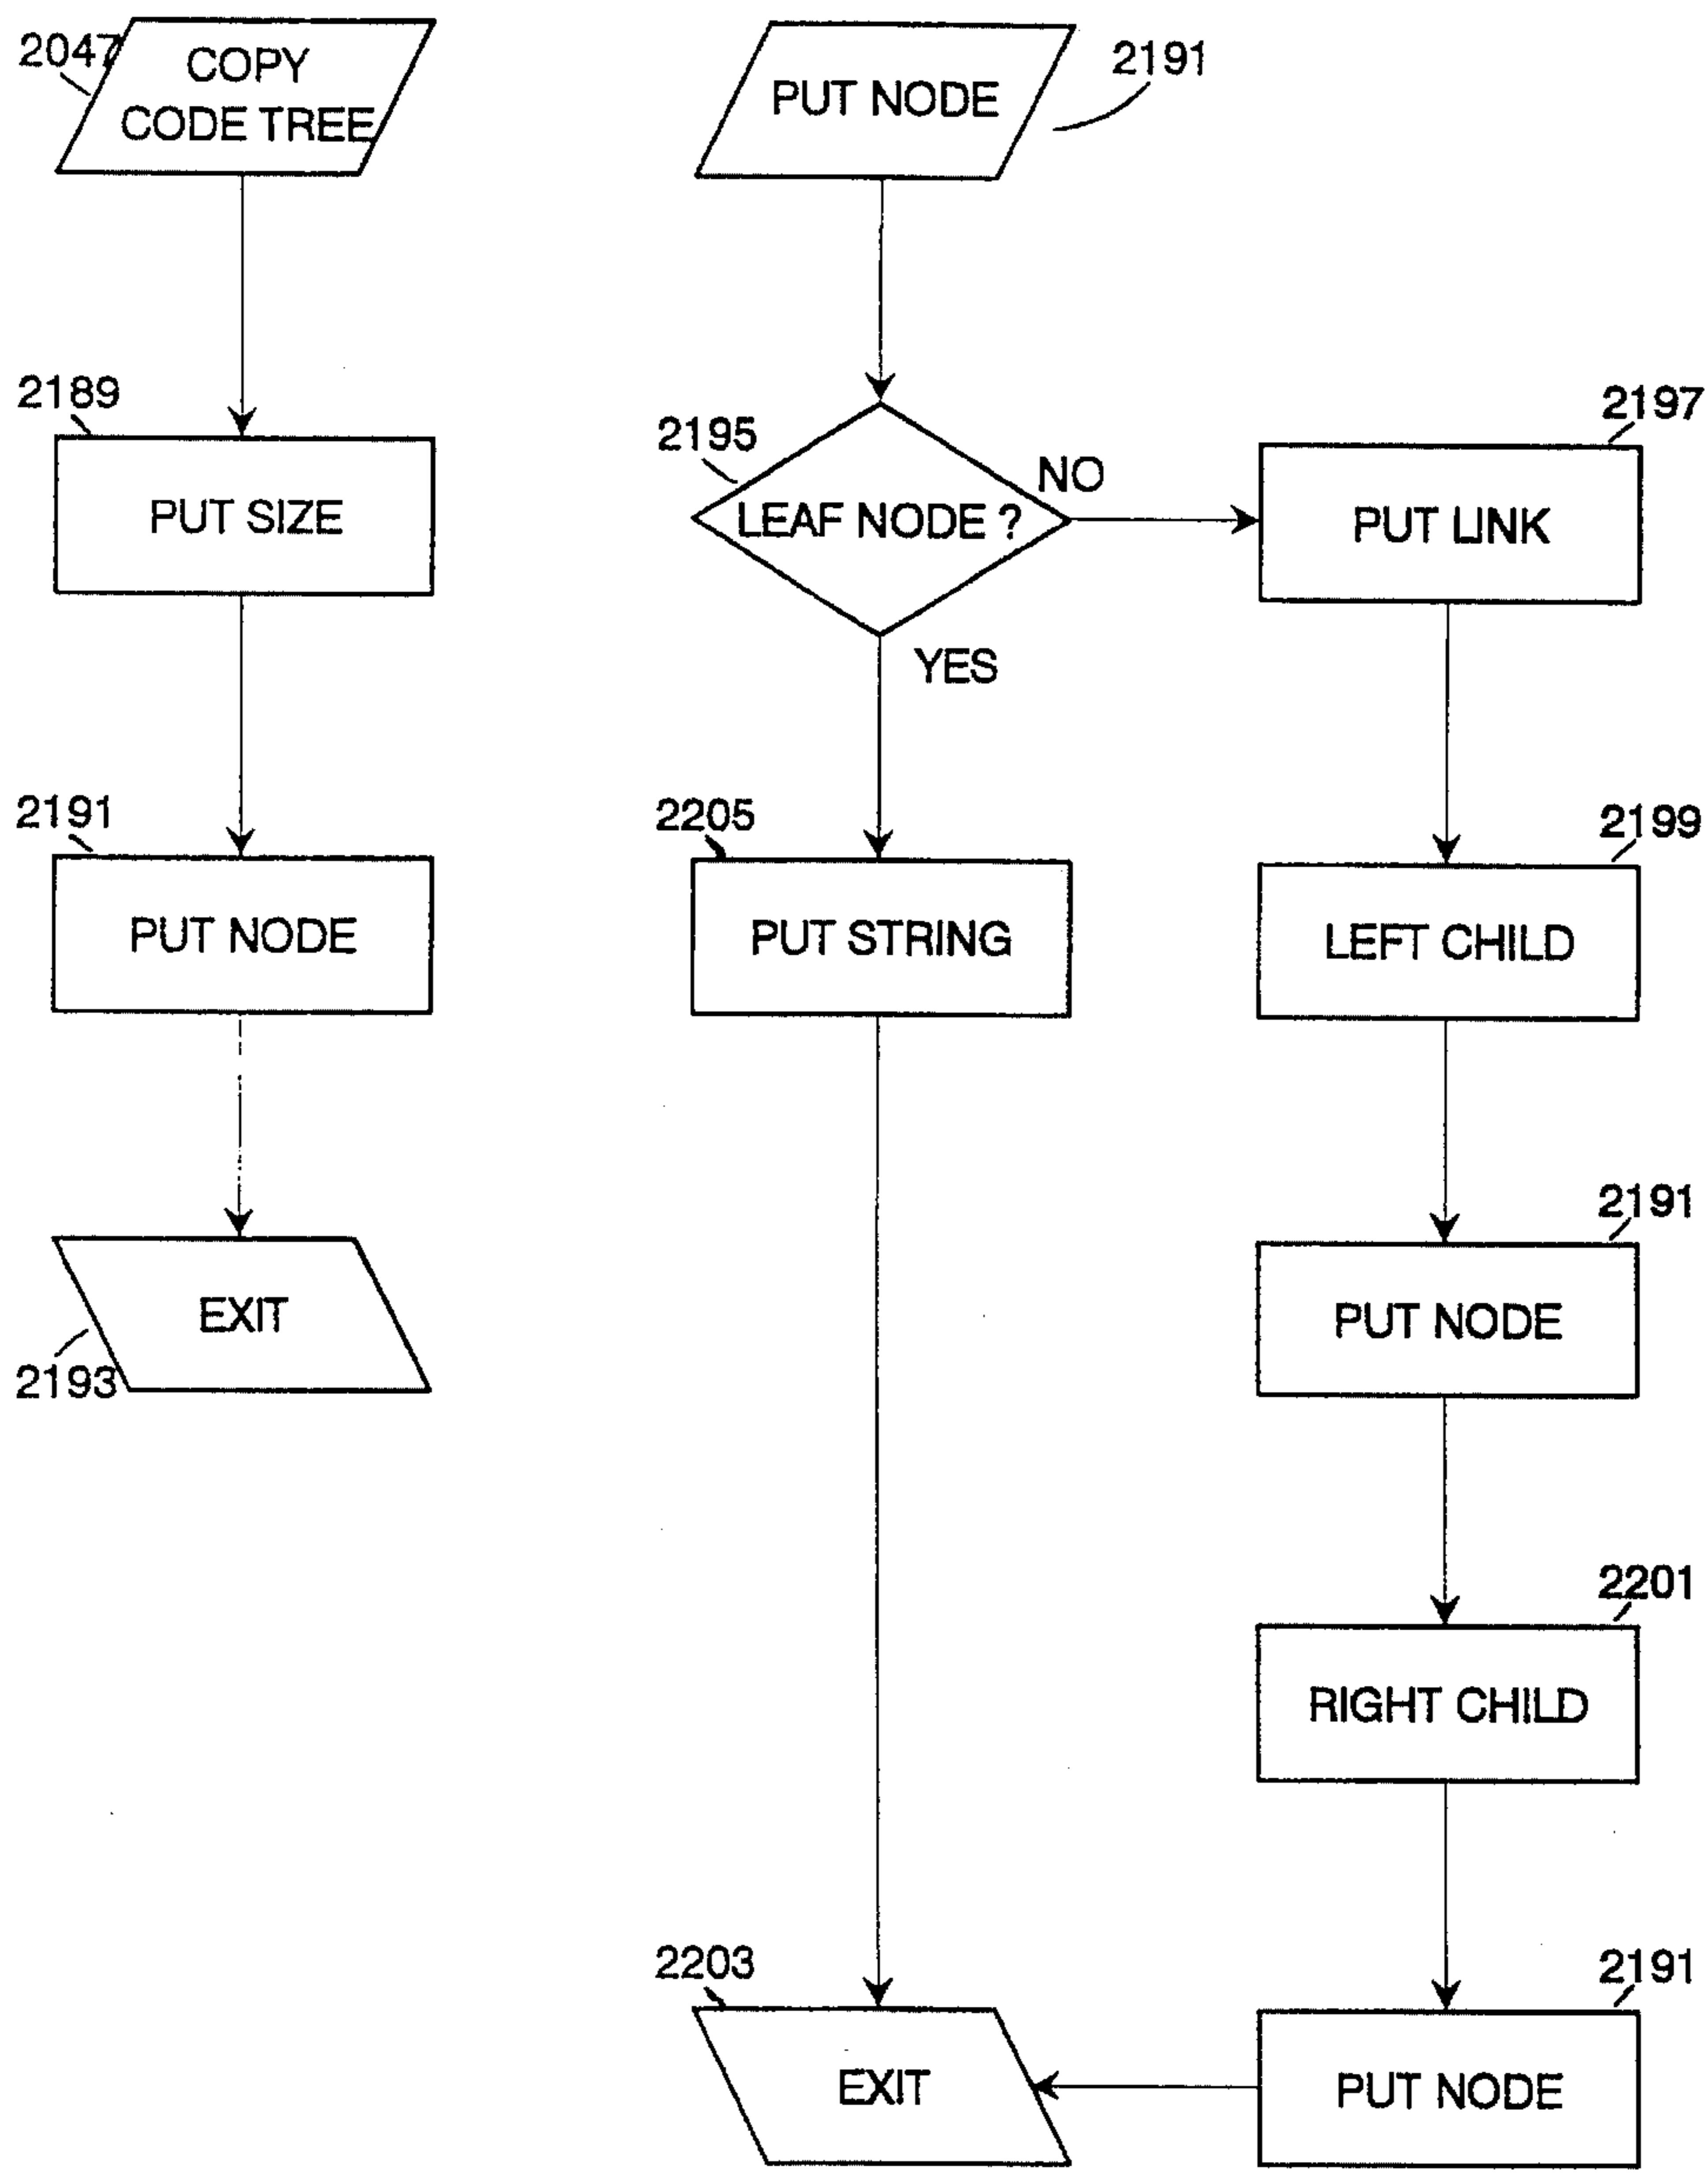 2047
COPY
CODE TREE
2189
PUT SIZE
2191
PUT NODE
EXIT
2193
PUT NODE
2191
2195
LEAF NODE ?
NO
YES
2197
PUT LINK
2205
PUT STRING
2199
LEFT CHILD
2191
PUT NODE
2201
RIGHT CHILD
2191
PUT NODE
2203
EXIT